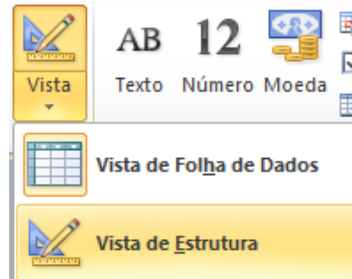 AB 12
Vista Texto Número Moeda
Vista de Folha de Dados
Vista de Estrutura